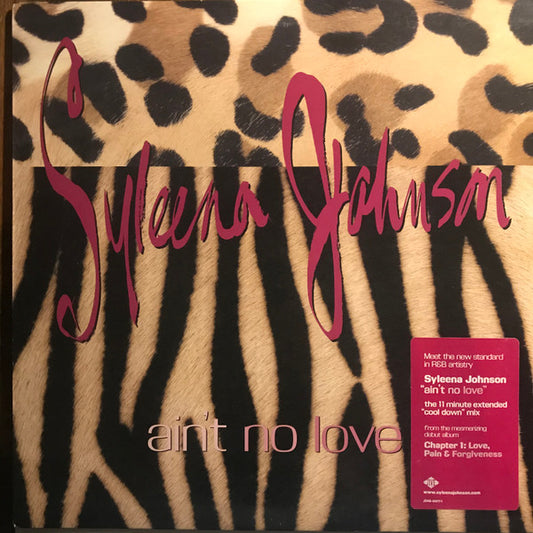 Syleena Johnson
ain't no love
Meet the new standard
in R&B artistry
Syleena Johnson
"ain't no love"
the 11 minute extended
"cool down" mix
from the mesmerizing
debut album
Chapter 1: Love,
Pain & Forgiveness
www.syleenajohnson.com